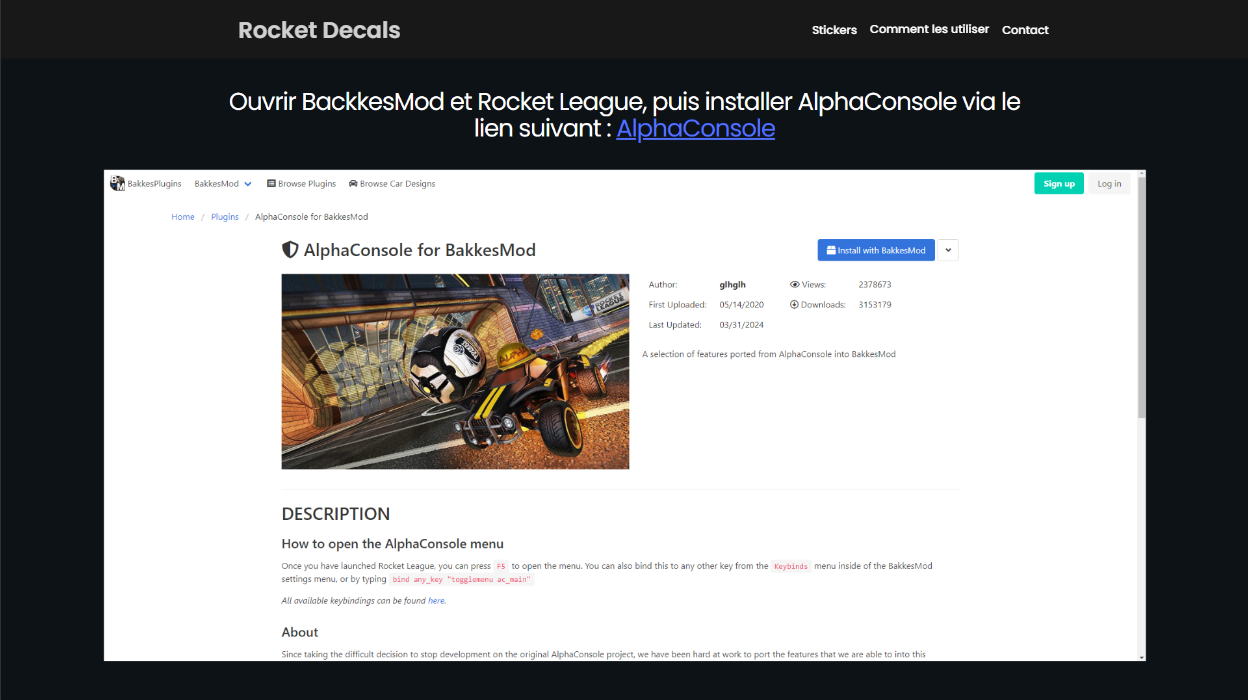 Rocket Decals
Stickers
Comment les utiliser
Contact
Ouvrir BackkesMod et Rocket League, puis installer AlphaConsole via le
lien suivant : AlphaConsole
BakkesPlugins
BakkesMod
Browse Plugins
Browse Car Designs
Sign up
Log in
Home / Plugins / AlphaConsole for BakkesMod
AlphaConsole for BakkesMod
Install with BakkesMod
Author: glhglh
Views: 2378673
First Uploaded: 05/14/2020
Downloads: 3153179
Last Updated: 03/31/2024
A selection of features ported from AlphaConsole into BakkesMod
DESCRIPTION
How to open the AlphaConsole menu
Once you have launched Rocket League, you can press F5 to open the menu. You can also bind this to any other key from the Keybinds menu inside of the BakkesMod
settings menu, or by typing bind any_key "togglemenu ac_main"
All available keybindings can be found here.
About
Since taking the difficult decision to stop development on the original AlphaConsole project, we have been hard at work to port the features that we are able to into this